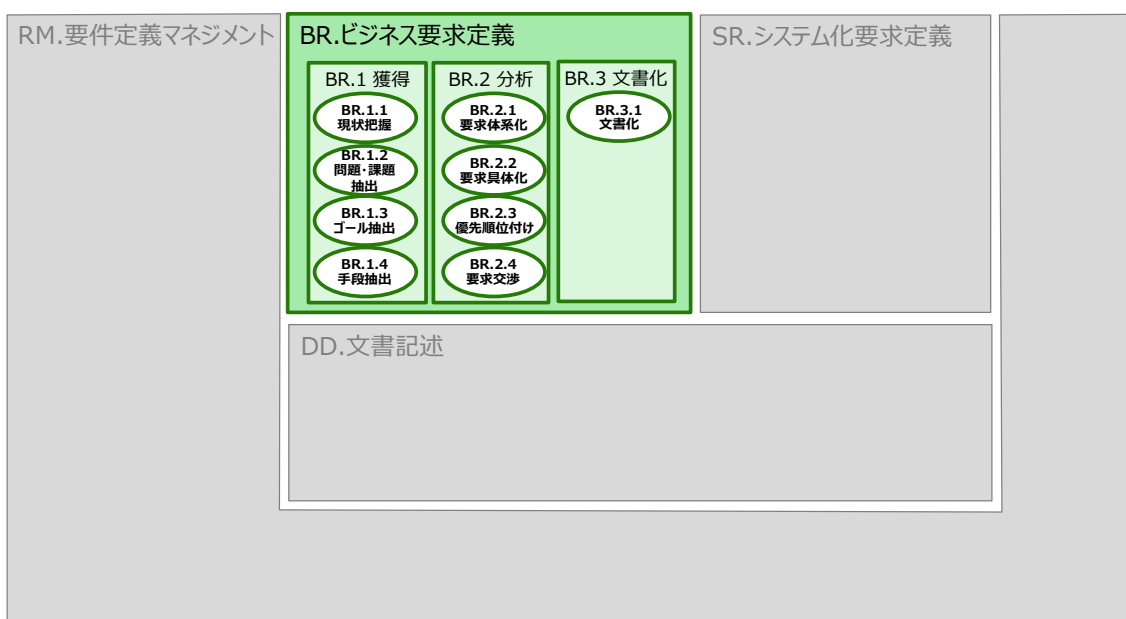 RM.要件定義マネジメント
BR.ビジネス要求定義
BR.1 獲得
BR.1.1
現状把握
BR.1.2
問題・課題
抽出
BR.1.3
ゴール抽出
BR.1.4
手段抽出
BR.2 分析
BR.2.1
要求体系化
BR.2.2
要求具体化
BR.2.3
優先順位付け
BR.2.4
要求交渉
BR.3 文書化
BR.3.1
文書化
SR.システム化要求定義
DD.文書記述